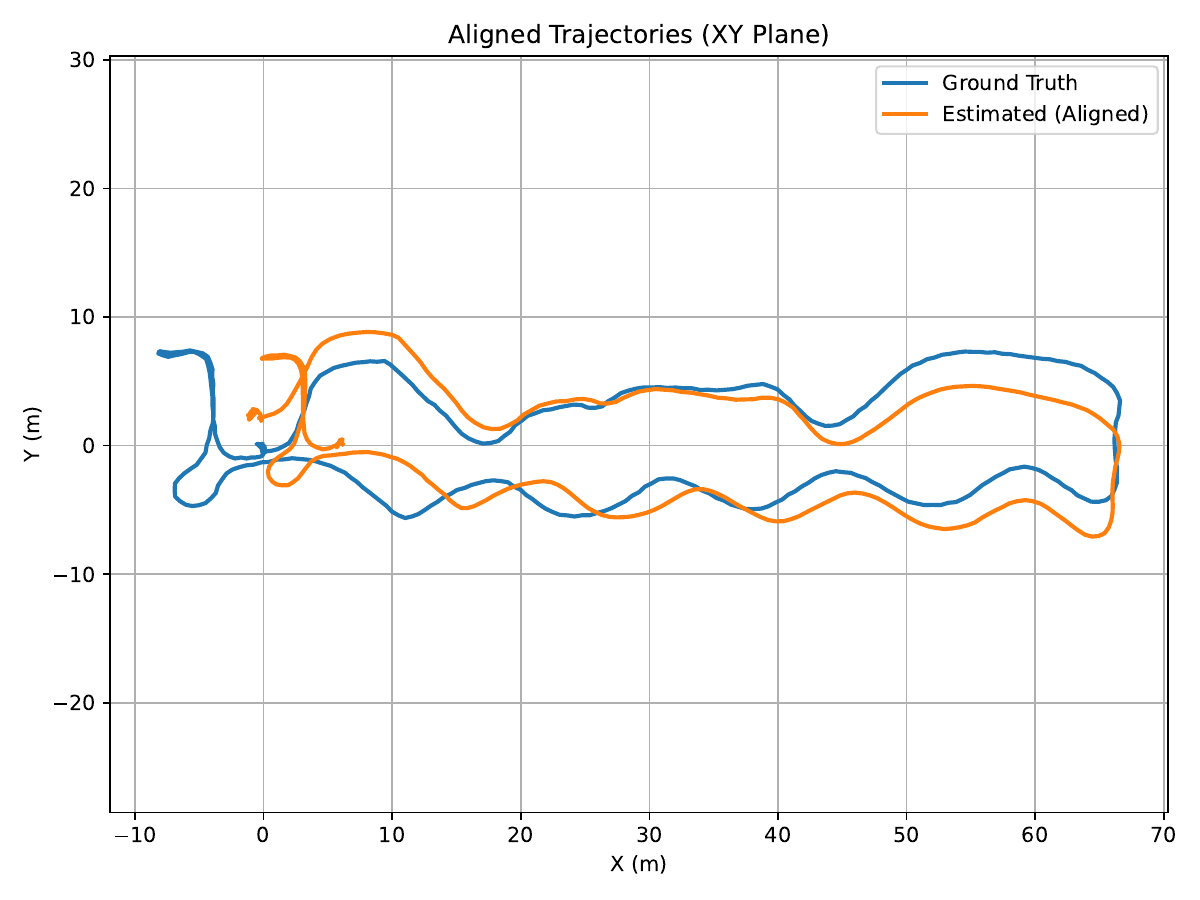 Aligned Trajectories (XY Plane)
Ground Truth
Estimated (Aligned)
30
20
10
0
−10
−20
Y (m)
−10 0 10 20 30 40 50 60 70
X (m)